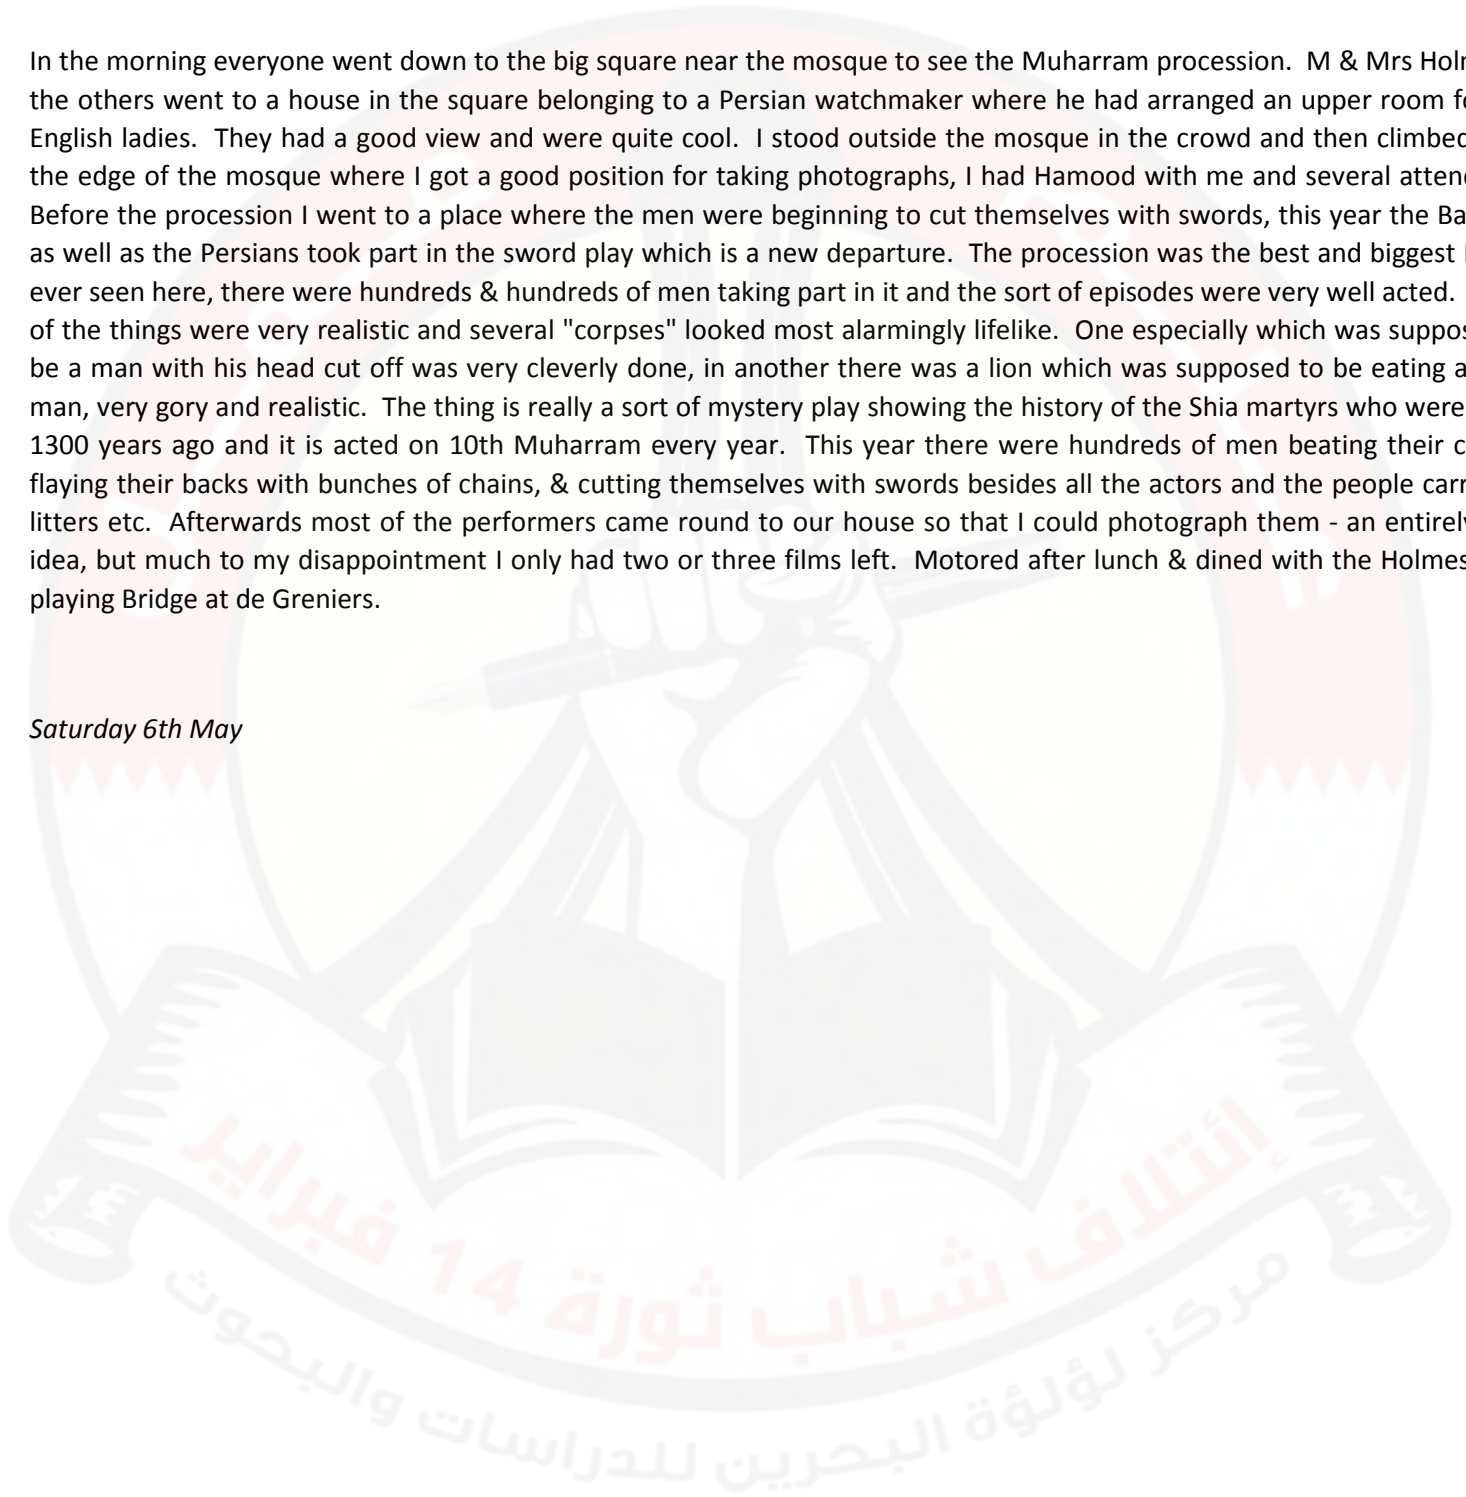 In the morning everyone went down to the big square near the mosque to see the Muharram procession. M & Mrs Holm
the others went to a house in the square belonging to a Persian watchmaker where he had arranged an upper room fo
English ladies. They had a good view and were quite cool. I stood outside the mosque in the crowd and then climbed
the edge of the mosque where I got a good position for taking photographs, I had Hamood with me and several atten
Before the procession I went to a place where the men were beginning to cut themselves with swords, this year the Ba
as well as the Persians took part in the sword play which is a new departure. The procession was the best and biggest
ever seen here, there were hundreds & hundreds of men taking part in it and the sort of episodes were very well acted.
of the things were very realistic and several "corpses" looked most alarmingly lifelike. One especially which was suppos
be a man with his head cut off was very cleverly done, in another there was a lion which was supposed to be eating a
man, very gory and realistic. The thing is really a sort of mystery play showing the history of the Shia martyrs who were
1300 years ago and it is acted on 10th Muharram every year. This year there were hundreds of men beating their c
flaying their backs with bunches of chains, & cutting themselves with swords besides all the actors and the people carr
litters etc. Afterwards most of the performers came round to our house so that I could photograph them - an entirely
idea, but much to my disappointment I only had two or three films left. Motored after lunch & dined with the Holmes
playing Bridge at de Greniers.
Saturday 6th May
إئتلاف شباب ثورة 14 فبراير
مركز لؤلؤة البحرين للدراسات والبحوث